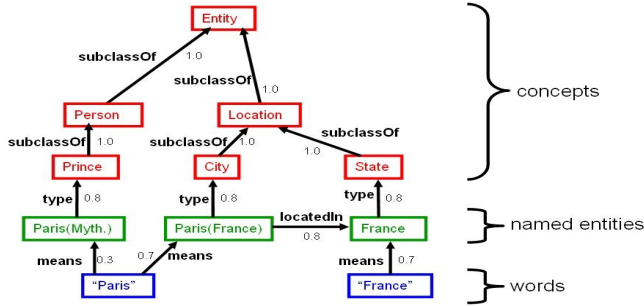 Entity
subclassOf 1.0 subclassOf 1.0
concepts
Person Location
subclassOf 1.0 subclassOf 1.0 subclassOf 1.0
Prince City State
type 0.8 type 0.8 type 0.8
locatedIn
Paris(Myth.) Paris(France) 0.8 France
named entities
means 0.3 0.7 means means 0.7
"Paris" "France"
words